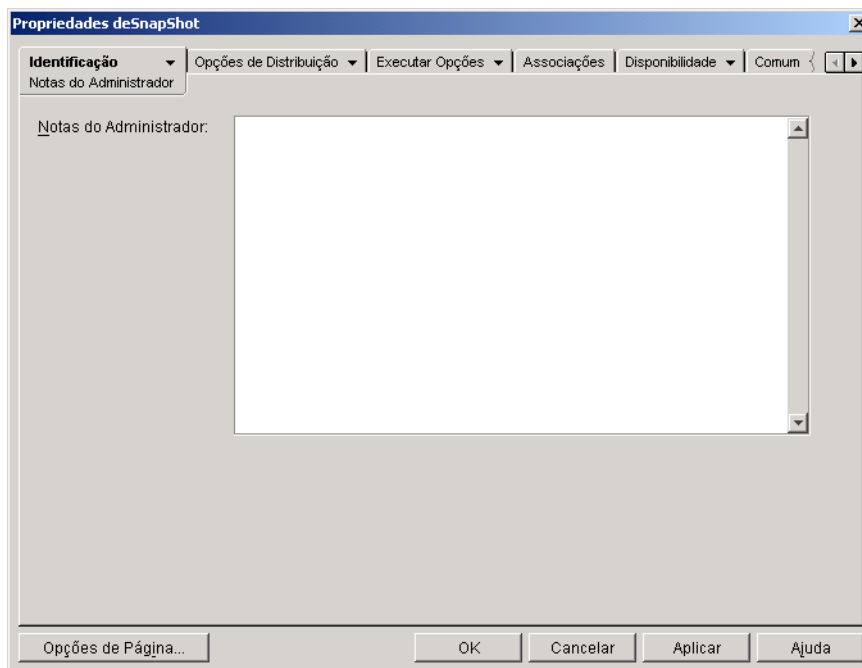 Propriedades deSnapShot
Identificação Opções de Distribuição Executar Opções Associações Disponibilidade Comum
Notas do Administrador
Notas do Administrador:
Opções de Página... OK Cancelar Aplicar Ajuda